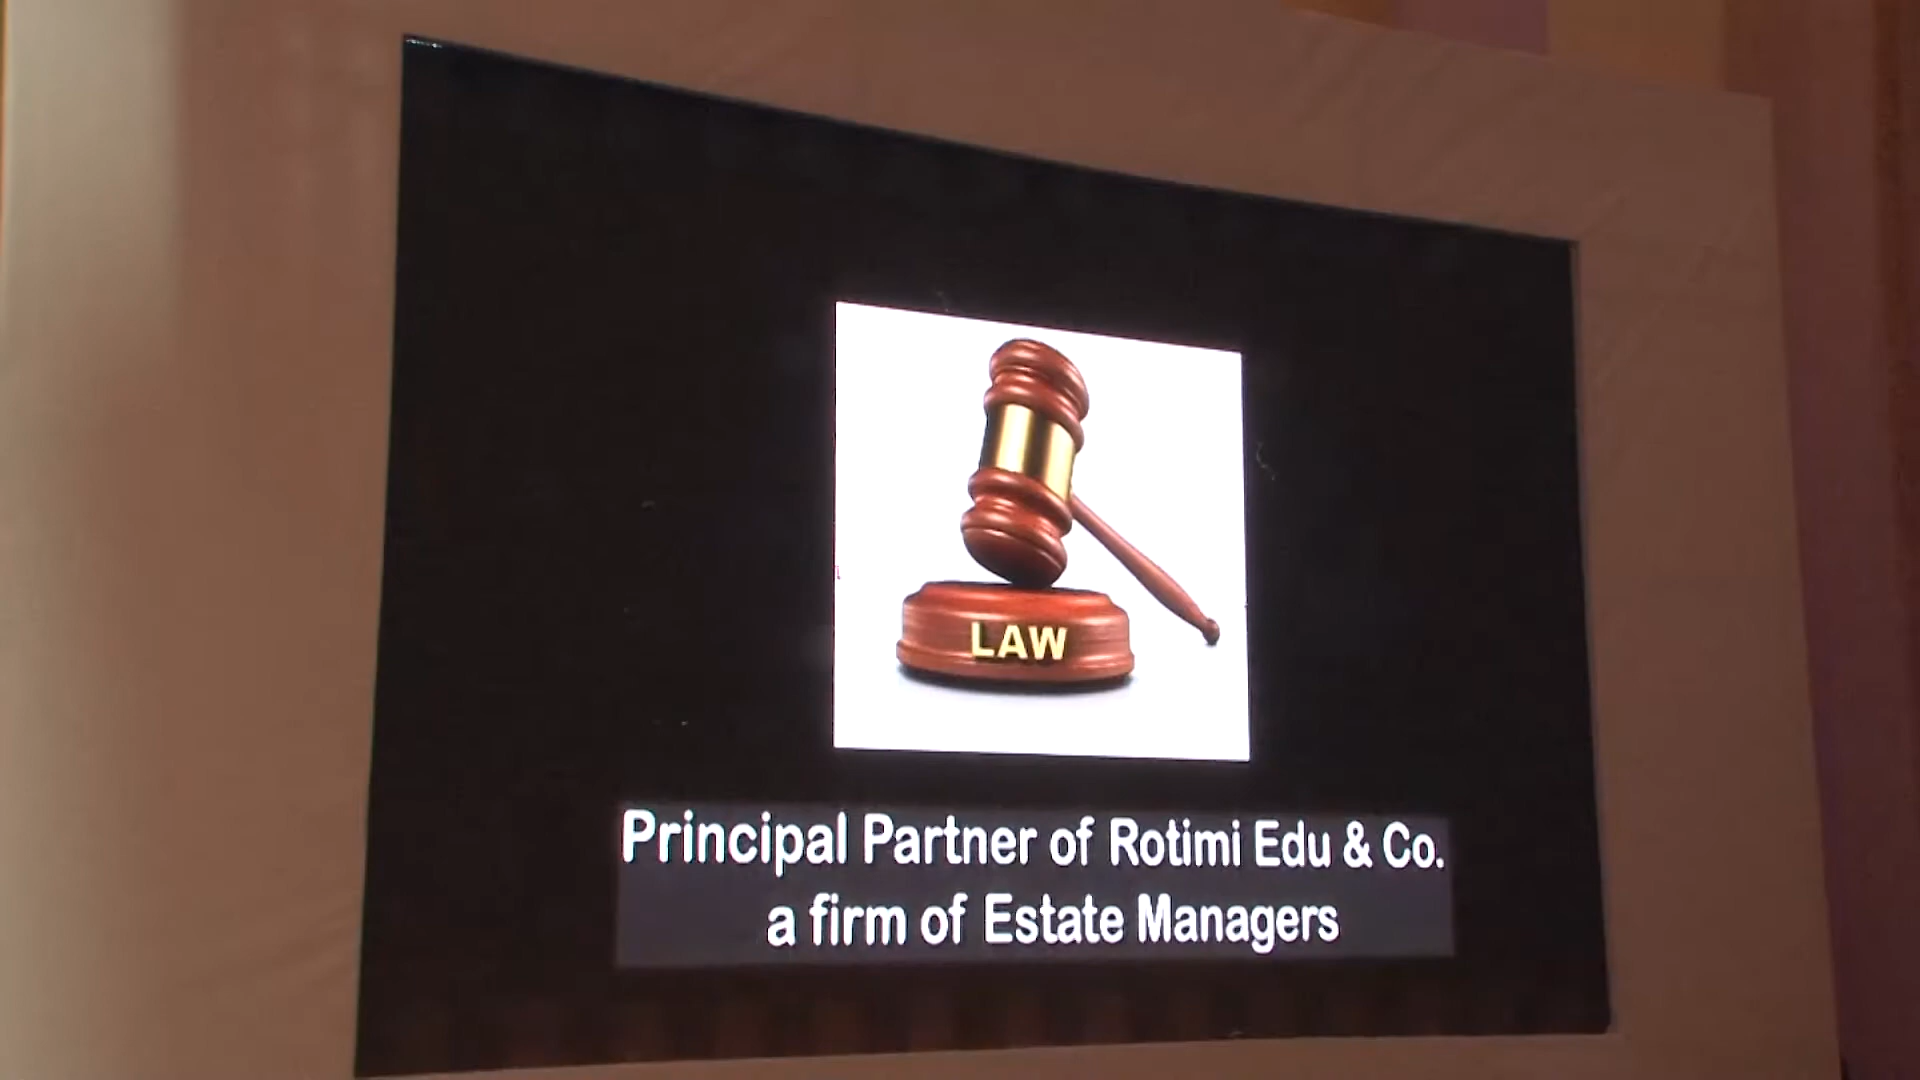 LAW
Principal Partner of Rotimi Edu & Co.
a firm of Estate Managers